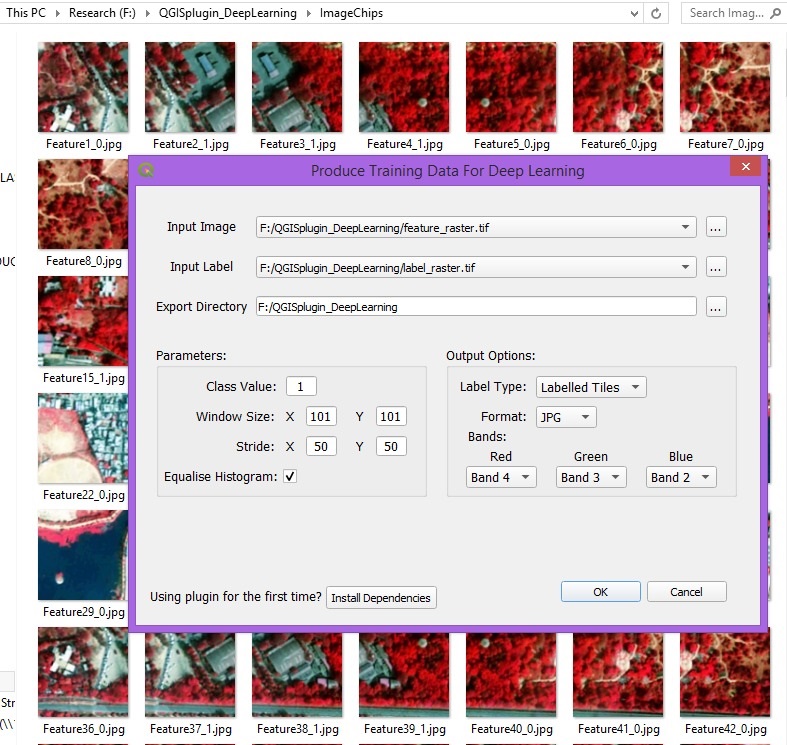 This PC Research (F:) QGISplugin_DeepLearning ImageChips
Search Imag...
Feature1_0.jpg Feature2_1.jpg Feature3_1.jpg Feature4_1.jpg Feature5_0.jpg Feature6_0.jpg Feature7_0.jpg
Produce Training Data For Deep Learning
Input Image F:/QGISplugin_DeepLearning/feature_raster.tif ...
Input Label F:/QGISplugin_DeepLearning/label_raster.tif ...
Export Directory F:/QGISplugin_DeepLearning ...
Parameters:
Class Value: 1
Window Size: X 101 Y 101
Stride: X 50 Y 50
Equalise Histogram:
Output Options:
Label Type: Labelled Tiles
Format: JPG
Bands:
Red Green Blue
Band 4 Band 3 Band 2
Using plugin for the first time? Install Dependencies
OK Cancel
Feature8_0.jpg
Feature15_1.jpg
Feature22_0.jpg
Feature29_0.jpg
Feature36_0.jpg Feature37_1.jpg Feature38_1.jpg Feature39_1.jpg Feature40_0.jpg Feature41_0.jpg Feature42_0.jpg
Str
(\\